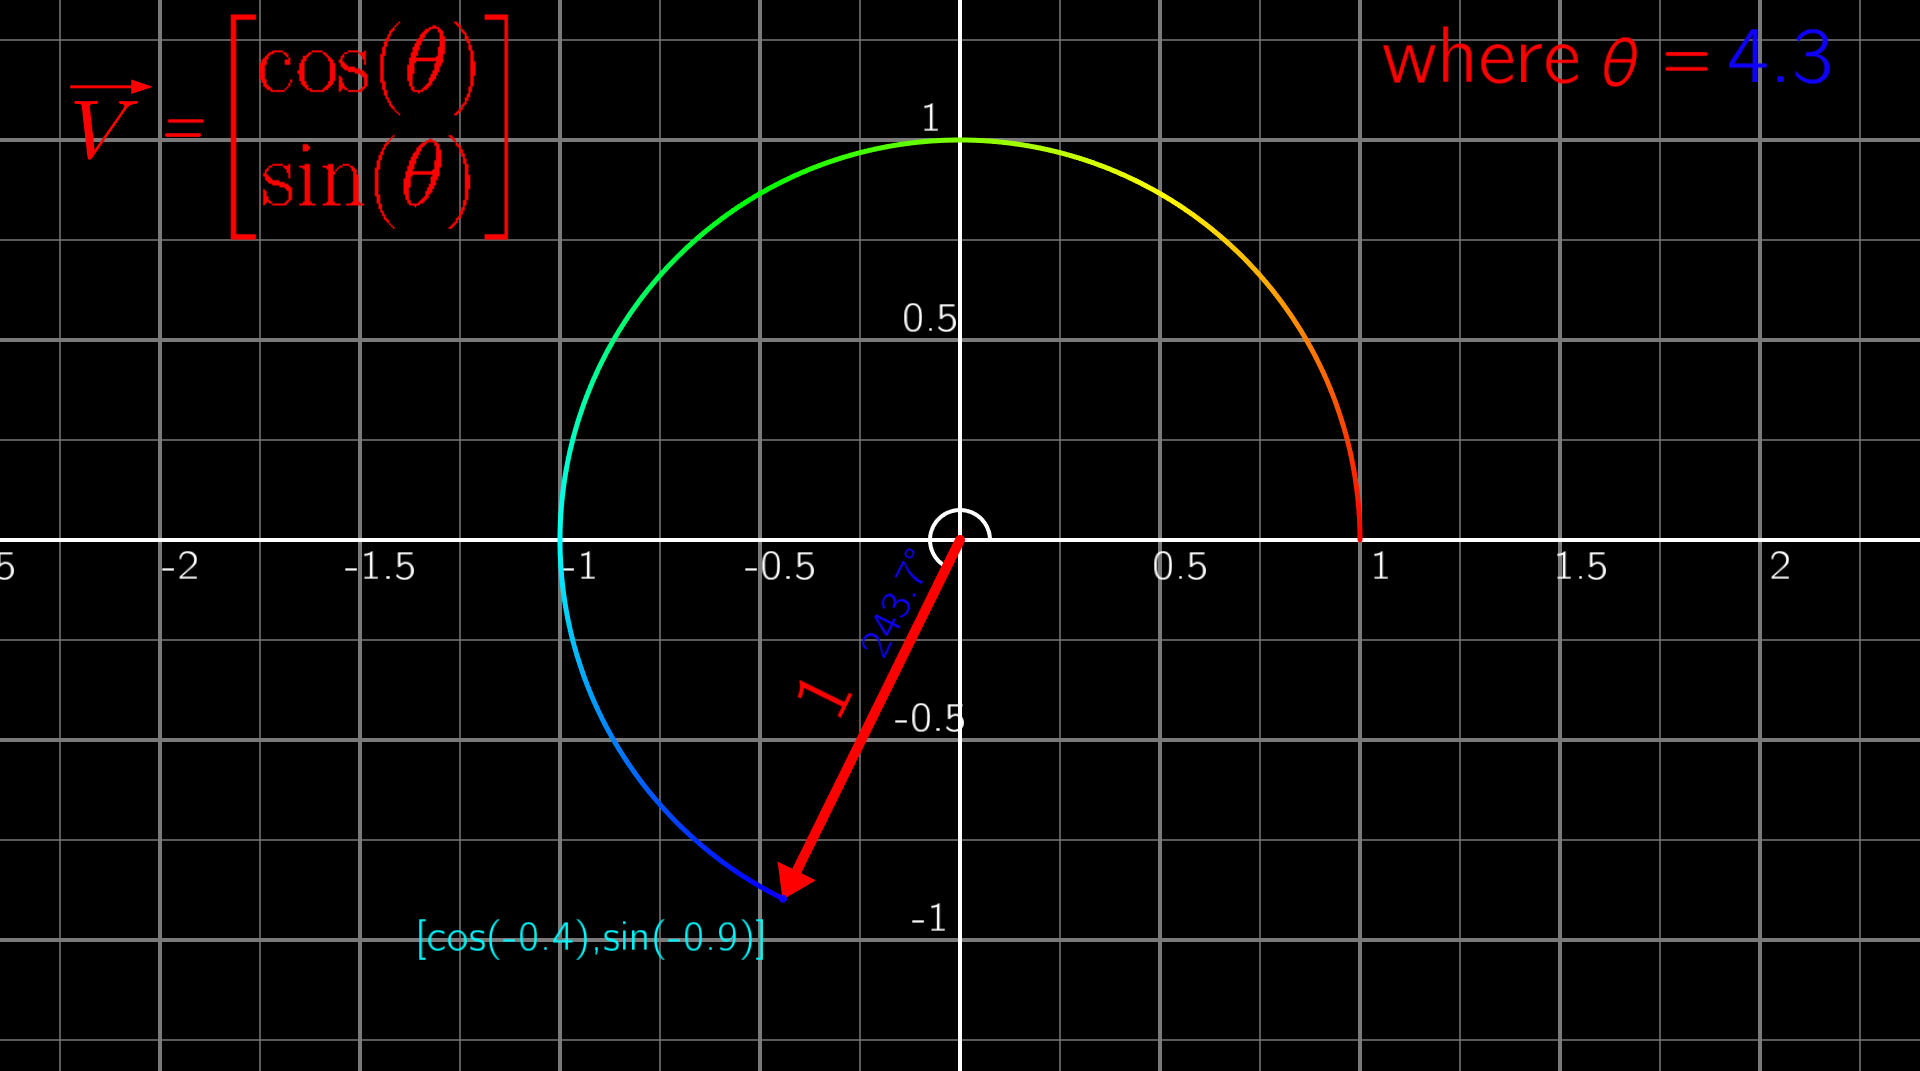 V = [cos(θ)
sin(θ)]
where θ = 4.3
1
0.5
5 -2 -1.5 -1 -0.5 0.5 1 1.5 2
243.7°
1
-0.5
-1
[cos(-0.4),sin(-0.9)]